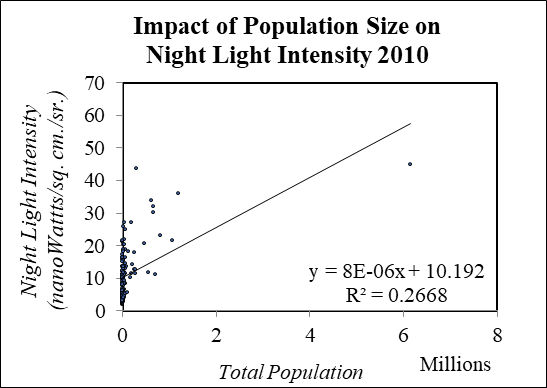 Impact of Population Size on
Night Light Intensity 2010
Night Light Intensity
(nanoWattts/sq. cm./sr.)
70
60
50
40
30
20
10
0
y = 8E-06x + 10.192
R² = 0.2668
0 2 4 6 8
Millions
Total Population